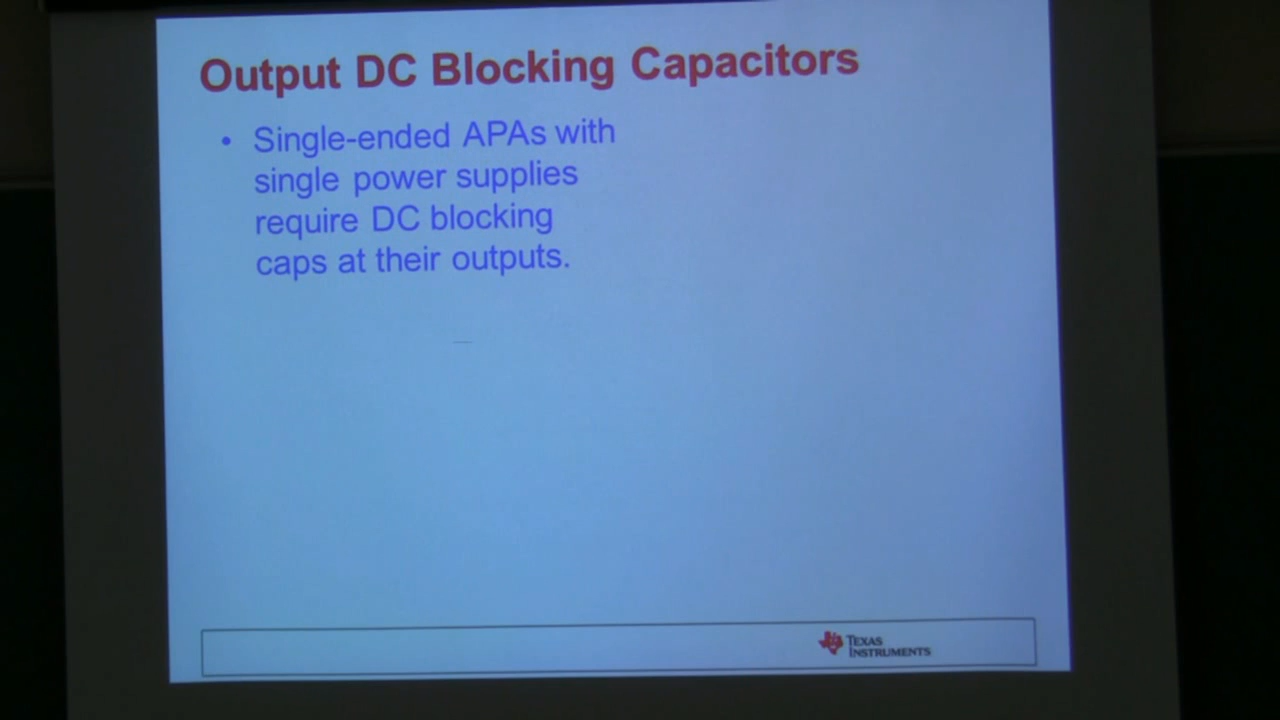 Output DC Blocking Capacitors
• Single-ended APAs with
single power supplies
require DC blocking
caps at their outputs.
TEXAS
INSTRUMENTS